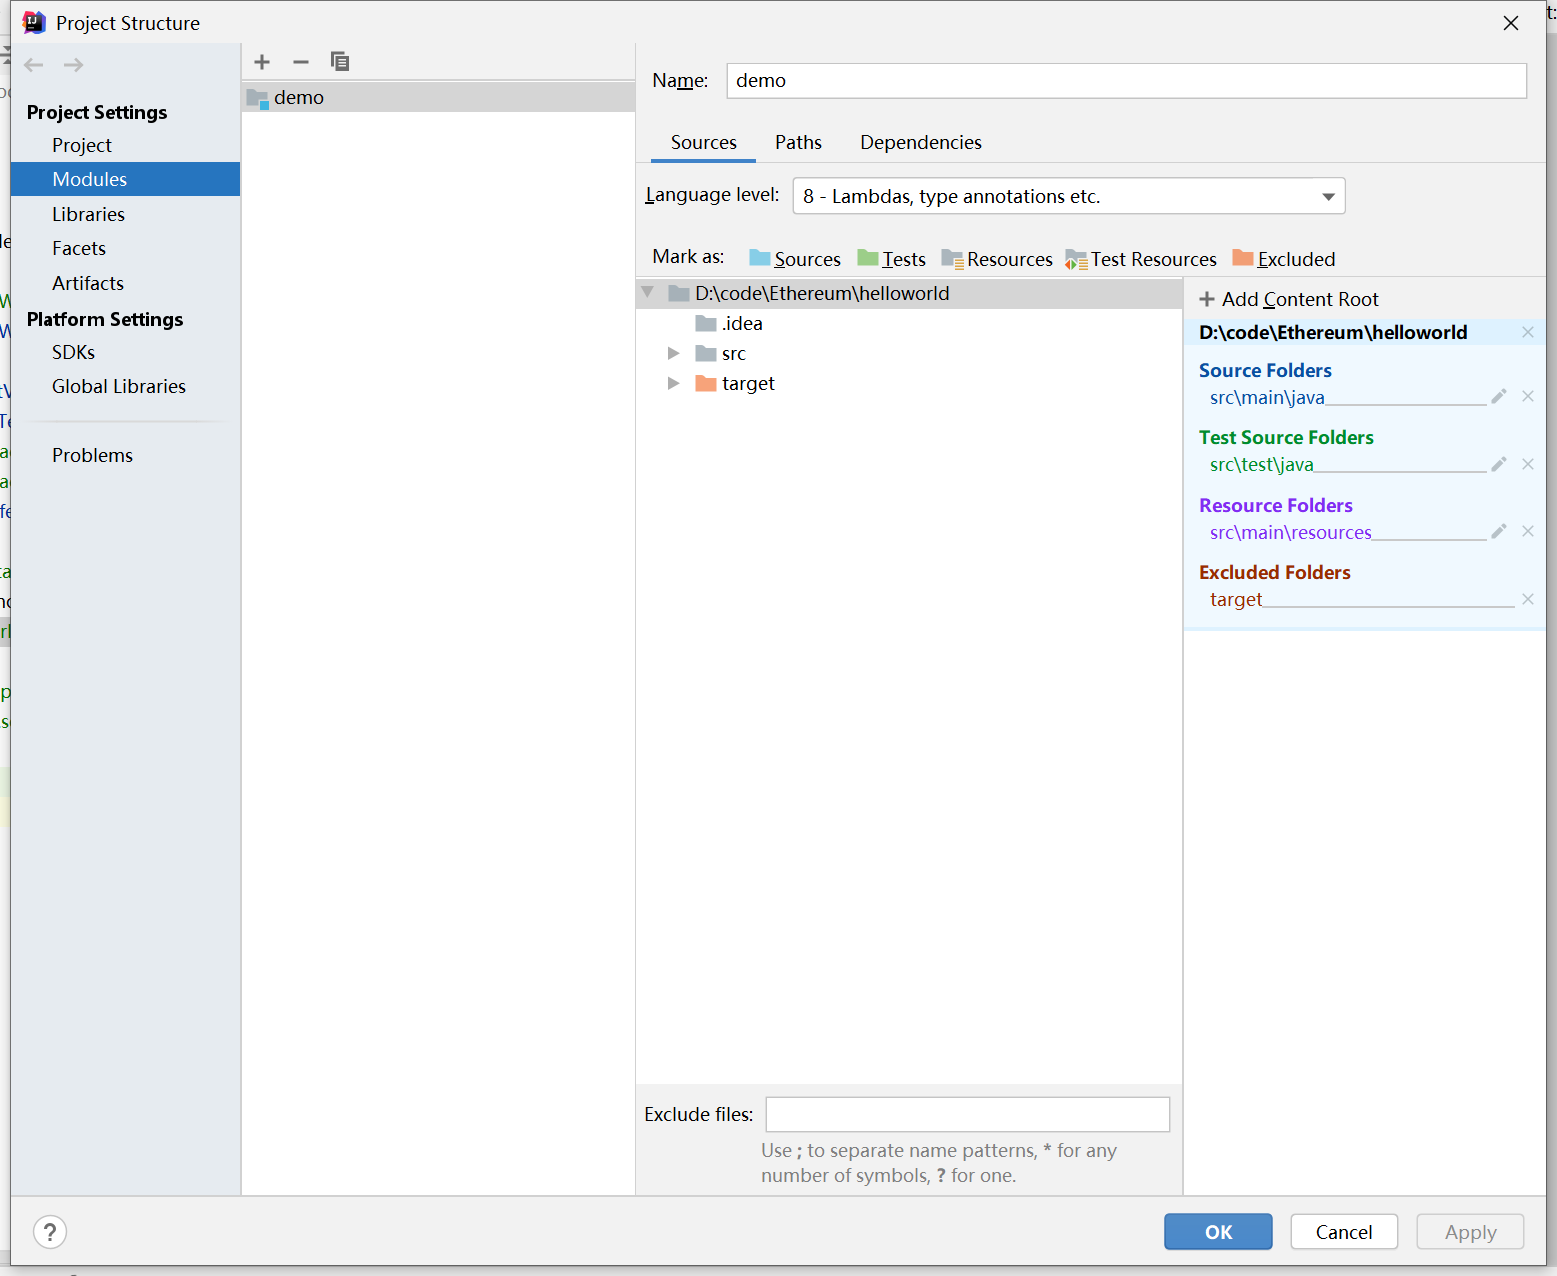 Project Structure
Project Settings
Project
Modules
Libraries
Facets
Artifacts
Platform Settings
SDKs
Global Libraries
Problems
demo
Name: demo
Sources Paths Dependencies
Language level: 8 - Lambdas, type annotations etc.
Mark as: Sources Tests Resources Test Resources Excluded
D:\code\Ethereum\helloworld
.idea
src
target
Add Content Root
D:\code\Ethereum\helloworld
Source Folders
src\main\java
Test Source Folders
src\test\java
Resource Folders
src\main\resources
Excluded Folders
target
Exclude files:
Use ; to separate name patterns, * for any
number of symbols, ? for one.
?
OK Cancel Apply